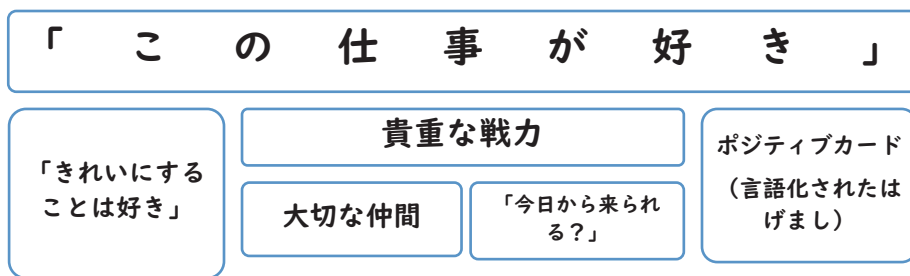 「この仕事が好き」
「きれいにする
ことは好き」
貴重な戦力
大切な仲間
「今日から来られ
る？」
ポジティブカード
（言語化されたは
げまし）